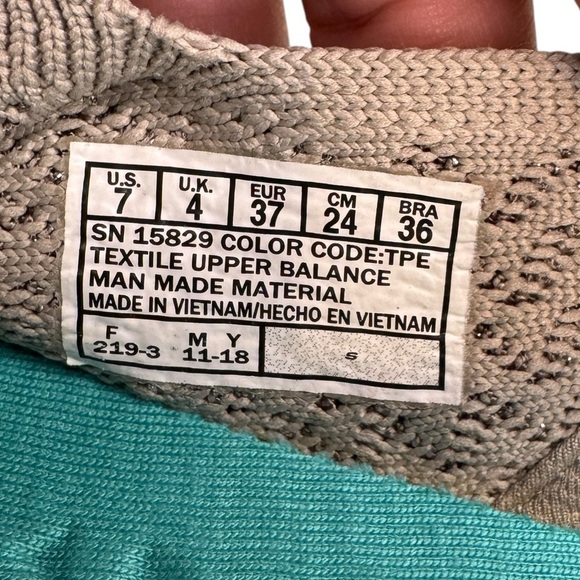 U.S. U.K. EUR CM BRA
7 4 37 24 36
SN 15829 COLOR CODE:TPE
TEXTILE UPPER BALANCE
MAN MADE MATERIAL
MADE IN VIETNAM/HECHO EN VIETNAM
F M Y
219-3 11-18
S